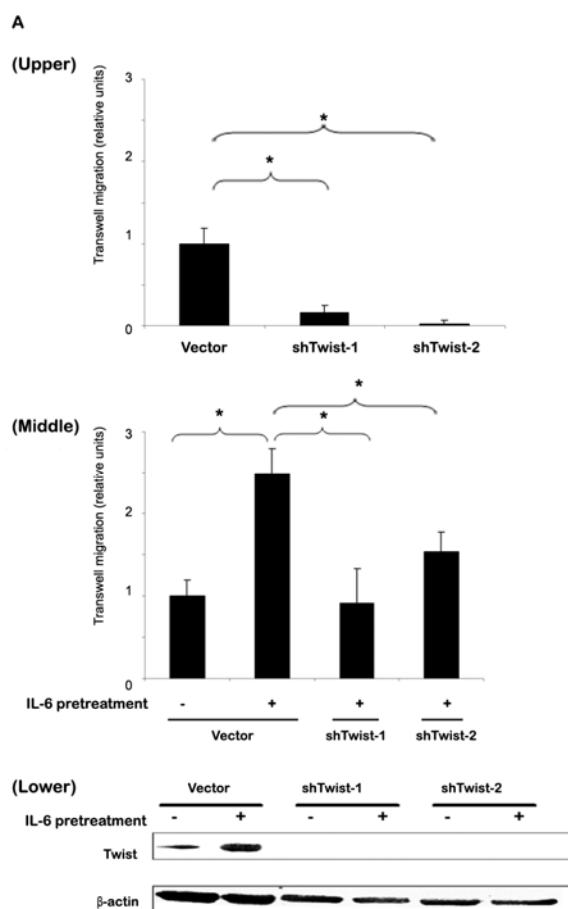 A
(Upper)
Transwell migration (relative units)
3
2
1
0
*
*
Vector shTwist-1 shTwist-2
(Middle)
Transwell migration (relative units)
3
2
1
0
*
*
*
IL-6 pretreatment - + + +
Vector shTwist-1 shTwist-2
(Lower)
Vector shTwist-1 shTwist-2
IL-6 pretreatment - + - + - +
Twist
β-actin